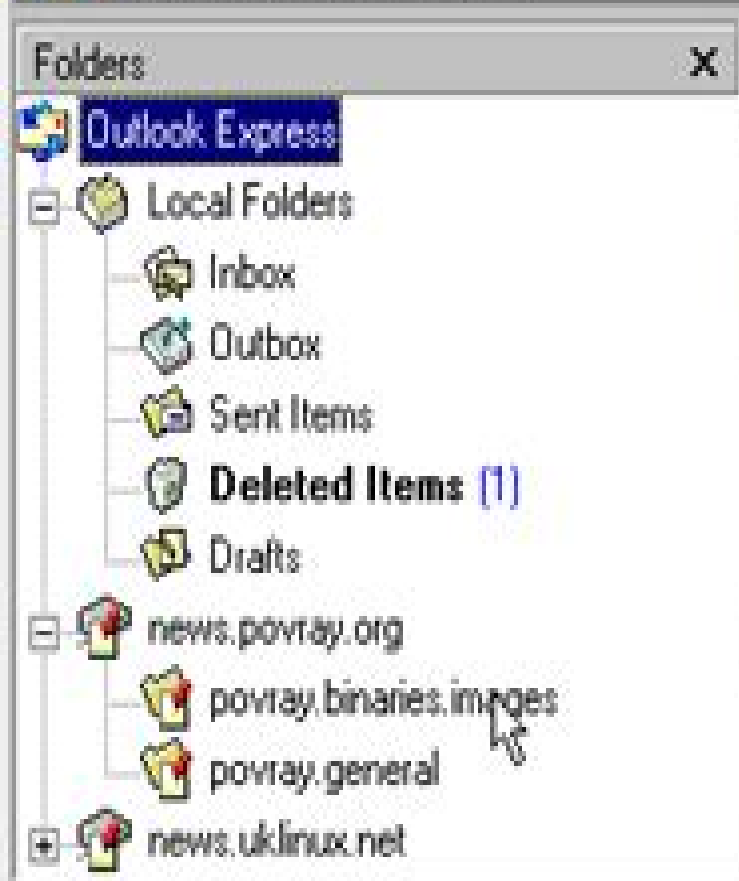 Folders
Outlook Express
Local Folders
Inbox
Outbox
Sent Items
Deleted Items (1)
Drafts
news.povray.org
povray.binaries.images
povray.general
news.uklinux.net